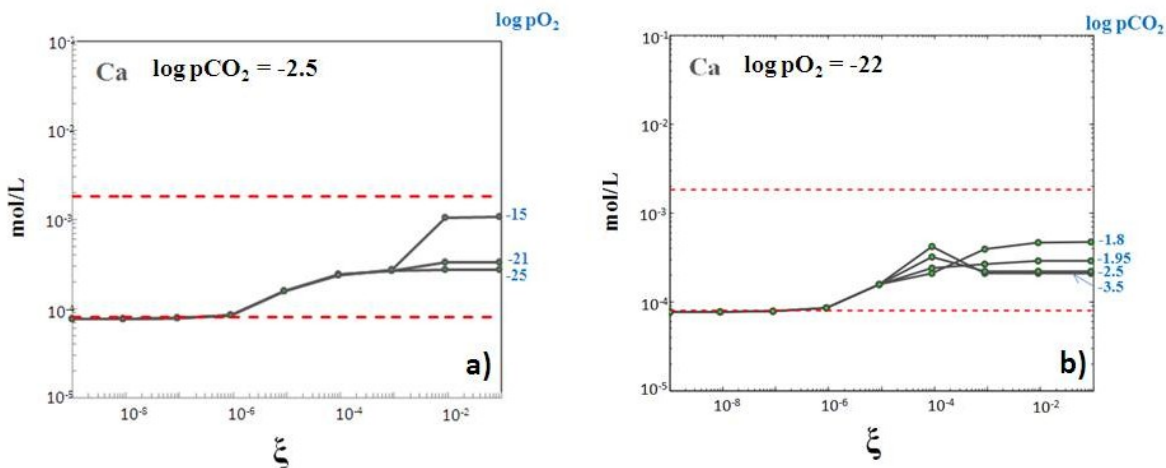 log pO₂
10⁻¹
Ca log pCO₂ = -2.5
10⁻²
mol/L
10⁻³
-15
-21
-25
10⁻⁴
a)
10⁻⁵
10⁻⁸ 10⁻⁶ 10⁻⁴ 10⁻²
ξ
log pCO₂
10⁻¹
Ca log pO₂ = -22
10⁻²
mol/L
10⁻³
-1.8
-1.95
-2.5
-3.5
10⁻⁴
b)
10⁻⁵
10⁻⁸ 10⁻⁶ 10⁻⁴ 10⁻²
ξ